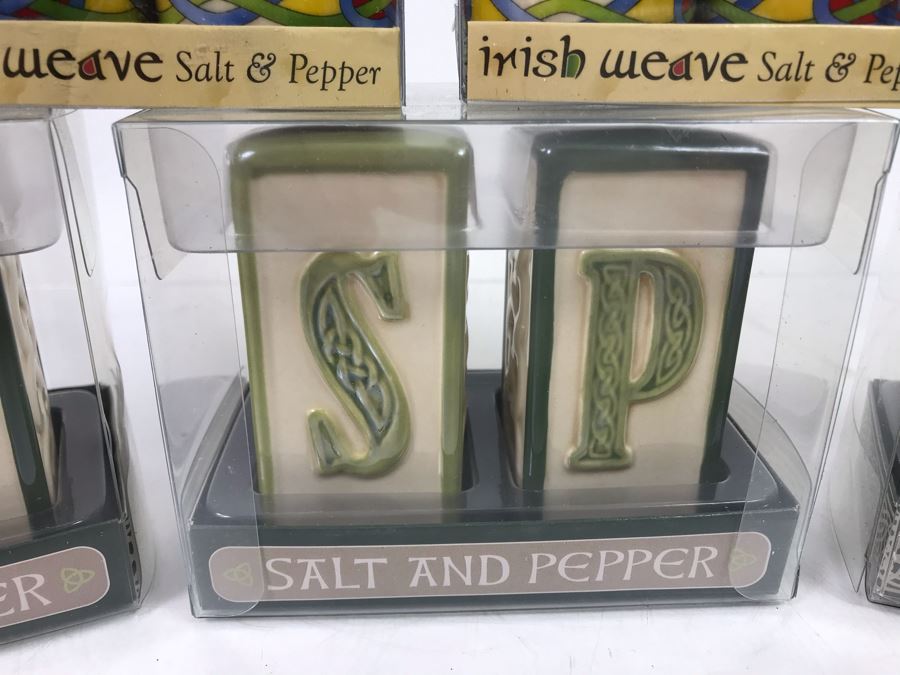 weave Salt & Pepper
irish weave Salt & Pep
S P
SALT AND PEPPER
ER